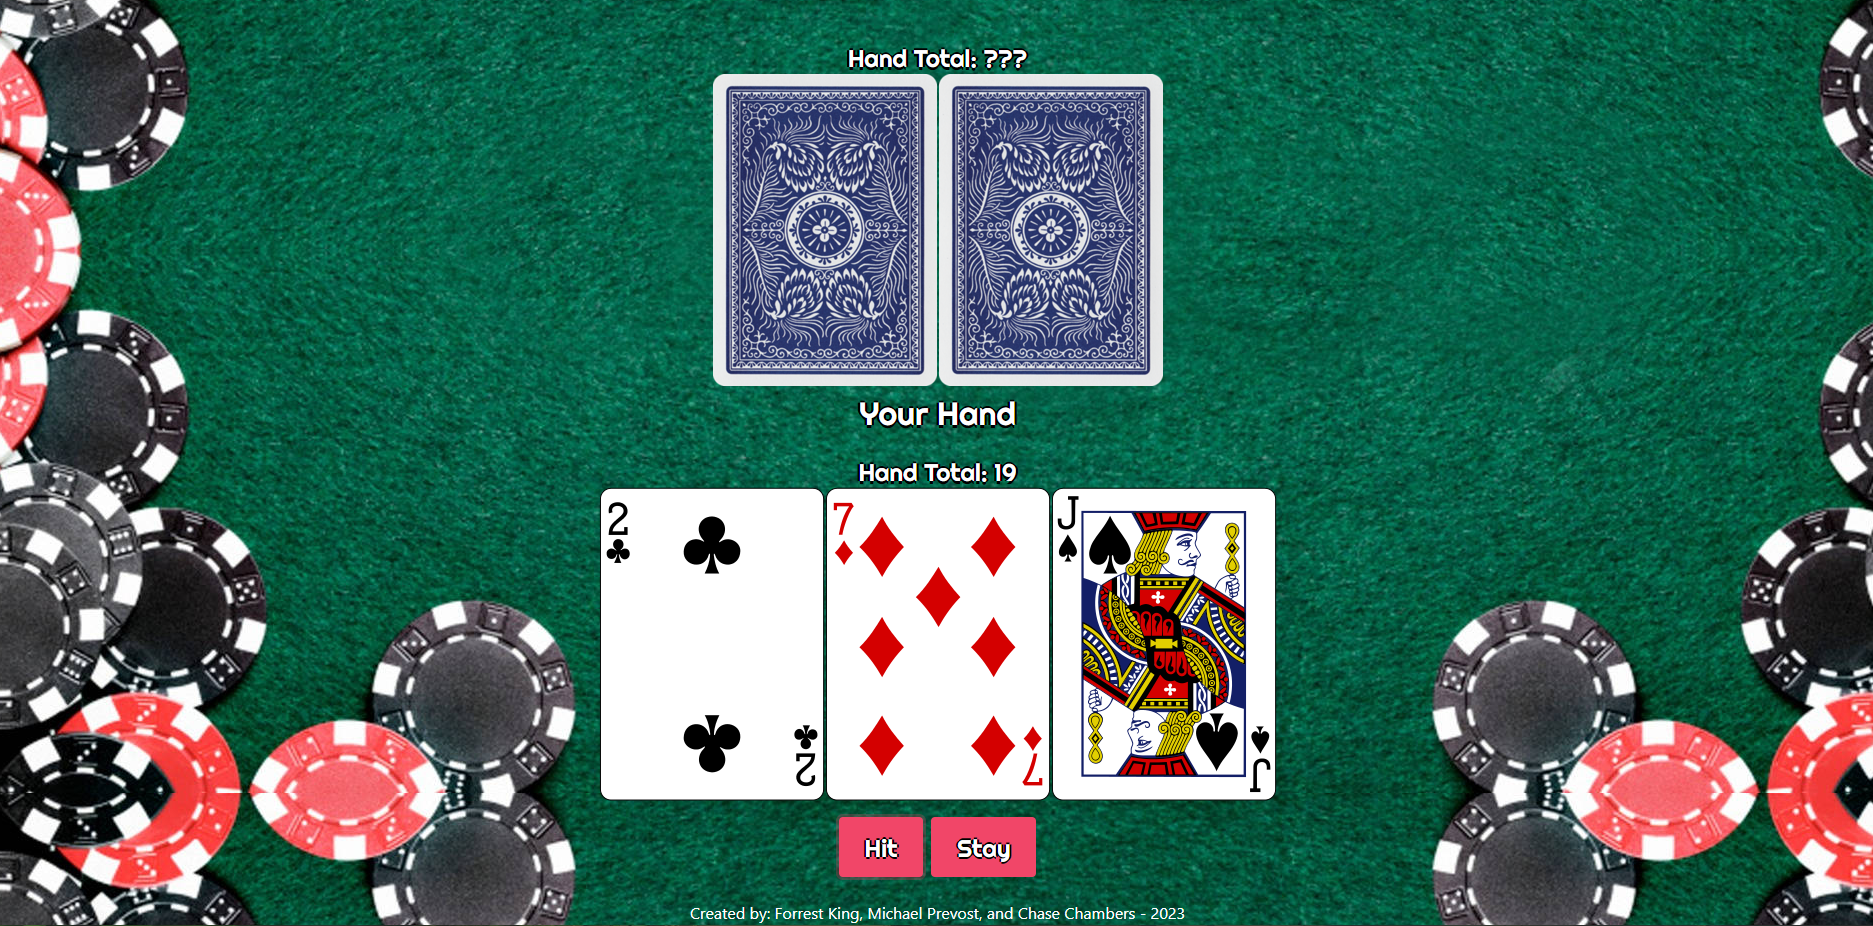 Hand Total: ???
Your Hand
Hand Total: 19
2
7
J
2
7
J
Hit
Stay
Created by: Forrest King, Michael Prevost, and Chase Chambers - 2023